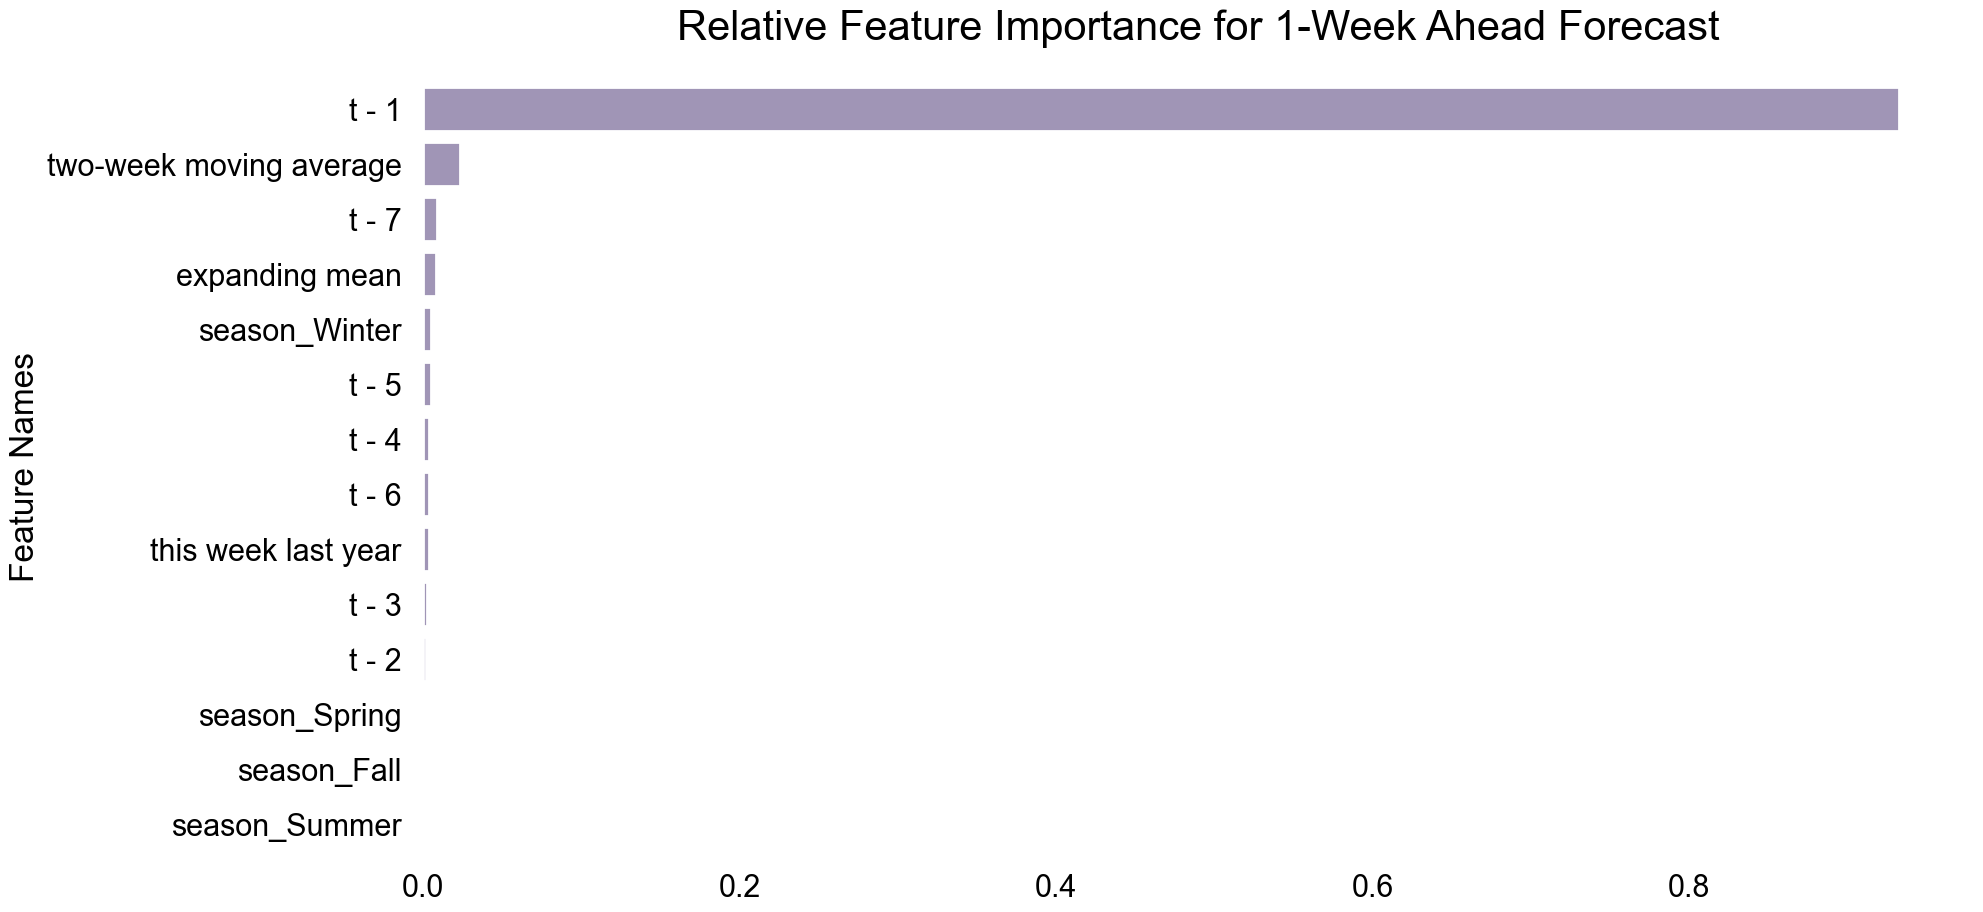 Relative Feature Importance for 1-Week Ahead Forecast
t - 1
two-week moving average
t - 7
expanding mean
season_Winter
t - 5
t - 4
t - 6
this week last year
t - 3
t - 2
season_Spring
season_Fall
season_Summer
Feature Names
0.0 0.2 0.4 0.6 0.8